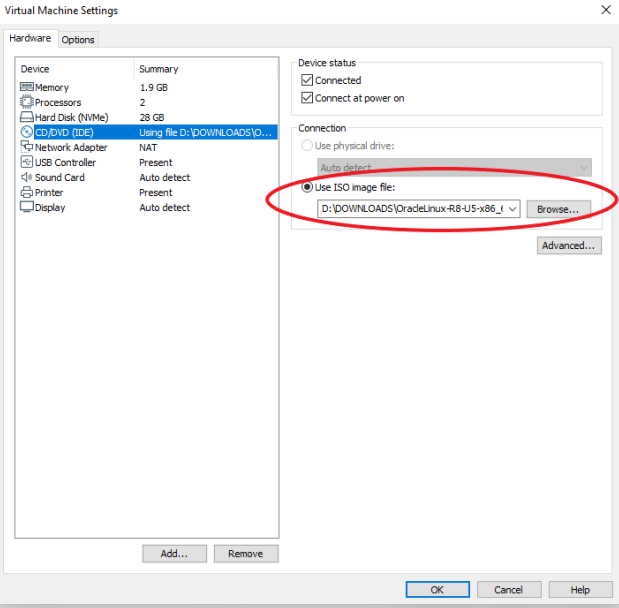 Virtual Machine Settings
Hardware Options
Device Summary
Memory 1.9 GB
Processors 2
Hard Disk (NVMe) 28 GB
CD/DVD (IDE) Using file D:\DOWNLOADS\O...
Network Adapter NAT
USB Controller Present
Sound Card Auto detect
Printer Present
Display Auto detect
Add... Remove
Device status
Connected
Connect at power on
Connection
Use physical drive:
Auto detect
Use ISO image file:
D:\DOWNLOADS\OracleLinux-R8-U5-x86_6 Browse...
Advanced...
OK Cancel Help